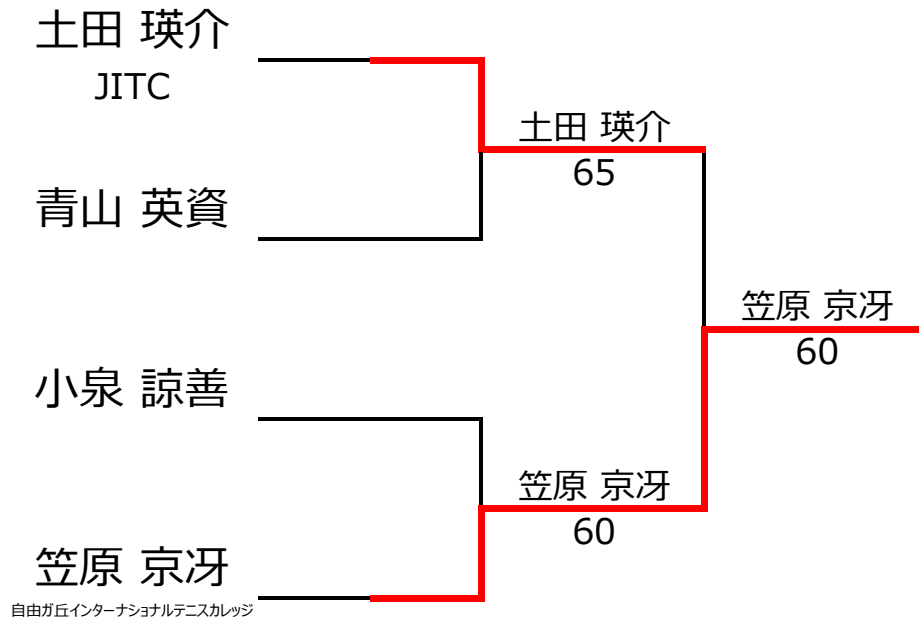 土田 瑛介
JITC
土田 瑛介
65
青山 英資
笠原 京冴
60
小泉 諒善
笠原 京冴
60
笠原 京冴
自由ガ丘インターナショナルテニスカレッジ